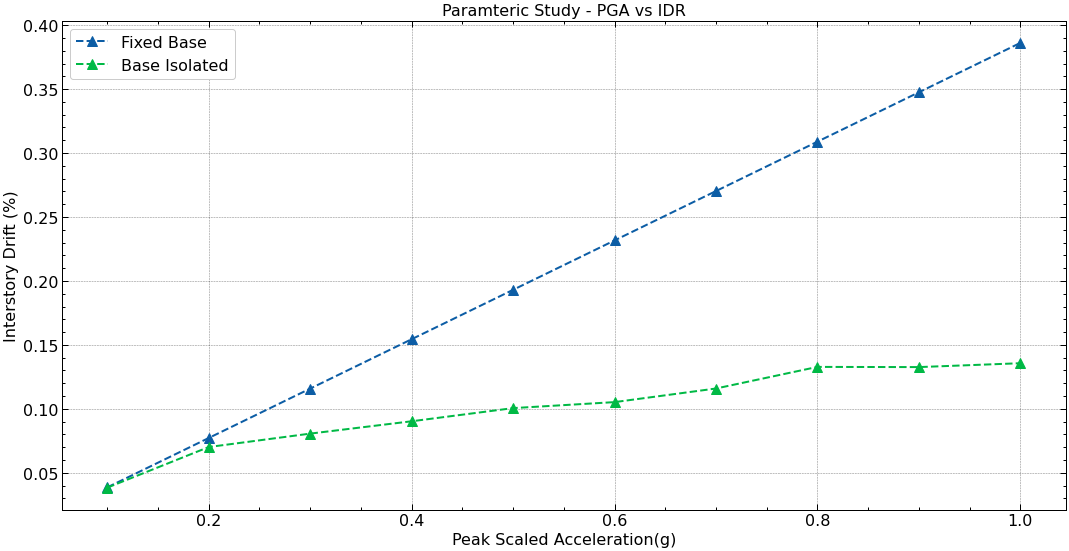 Paramteric Study - PGA vs IDR
Fixed Base
Base Isolated
Interstory Drift (%)
0.40
0.35
0.30
0.25
0.20
0.15
0.10
0.05
0.2 0.4 0.6 0.8 1.0
Peak Scaled Acceleration(g)